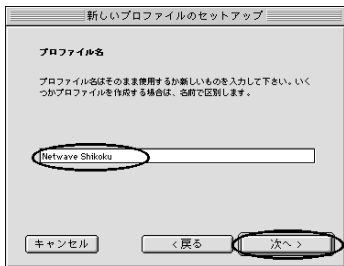 新しいプロファイルのセットアップ
プロファイル名
プロファイル名はそのまま使用するか新しいものを入力して下さい。いく
つかプロファイルを作成する場合は、名前で区別します。
Netwave Shikoku
キャンセル
<戻る
次へ>